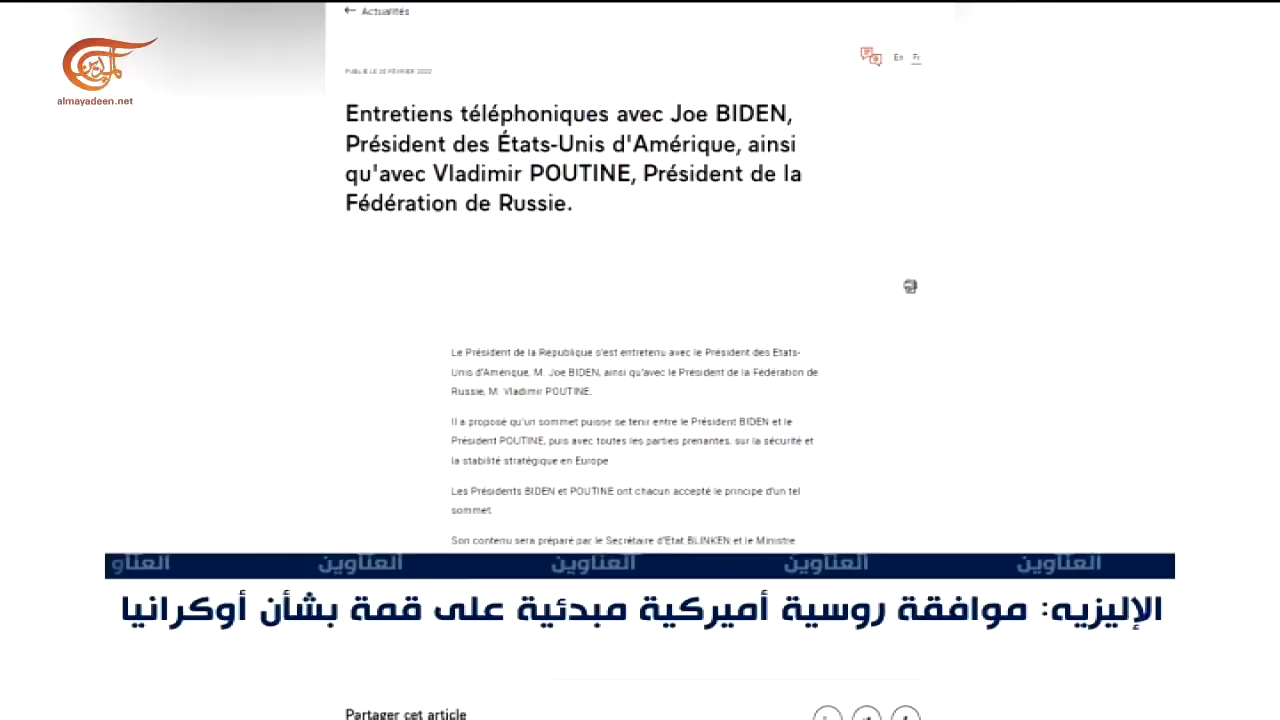 ← Actualités
almayadeen.net
En Fr
PUBLIÉ LE 20 FÉVRIER 2022
Entretiens téléphoniques avec Joe BIDEN,
Président des États-Unis d'Amérique, ainsi
qu'avec Vladimir POUTINE, Président de la
Fédération de Russie.
Le Président de la République s'est entretenu avec le Président des Etats-
Unis d'Amérique, M. Joe BIDEN, ainsi qu'avec le Président de la Fédération de
Russie, M. Vladimir POUTINE.
Il a proposé qu'un sommet puisse se tenir entre le Président BIDEN et le
Président POUTINE, puis avec toutes les parties prenantes, sur la sécurité et
la stabilité stratégique en Europe
Les Présidents BIDEN et POUTINE ont chacun accepté le principe d'un tel
sommet
Son contenu sera préparé par le Secrétaire d'Etat BLINKEN et le Ministre
العناوين العناوين العناوين العناوين العناو
الإليزيه: موافقة روسية أميركية مبدئية على قمة بشأن أوكرانيا
Partager cet article